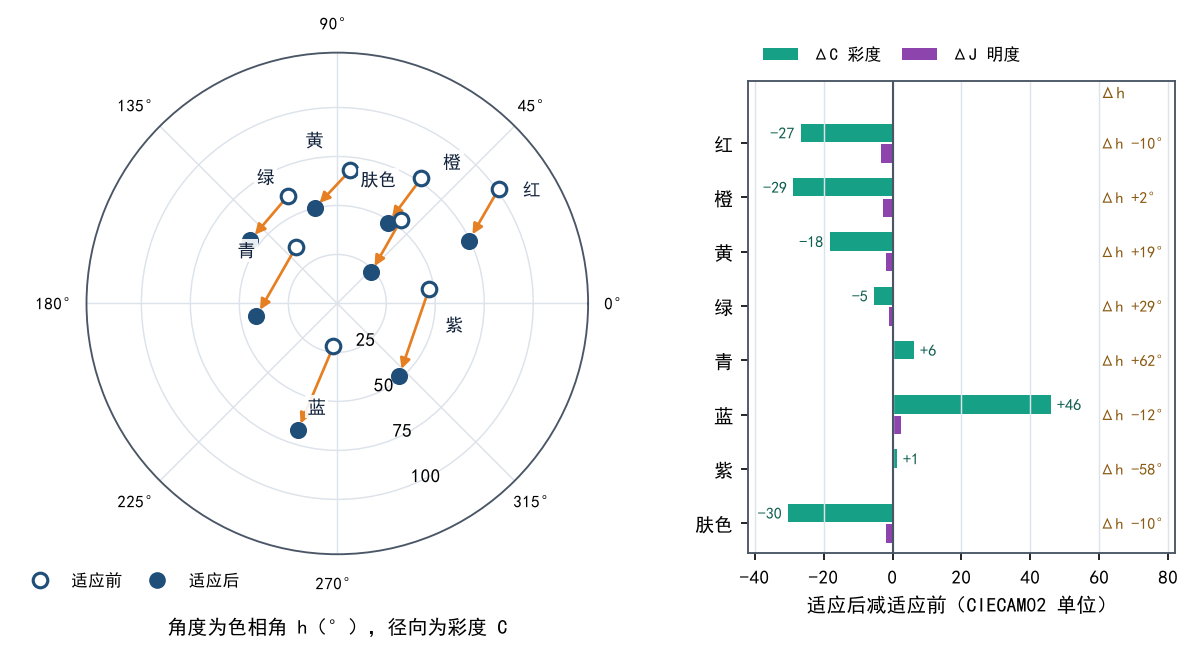 90°
135°
45°
180°
0°
225°
315°
270°
黄
橙
绿
肤色
红
青
紫
蓝
25
50
75
100
适应前
适应后
角度为色相角 h（°），径向为彩度 C
ΔC 彩度
ΔJ 明度
Δh
红
−27
Δh −10°
橙
−29
Δh +2°
黄
−18
Δh +19°
绿
−5
Δh +29°
青
+6
Δh +62°
蓝
+46
Δh −12°
紫
+1
Δh −58°
肤色
−30
Δh −10°
−40
−20
0
20
40
60
80
适应后减适应前（CIECAM02 单位）